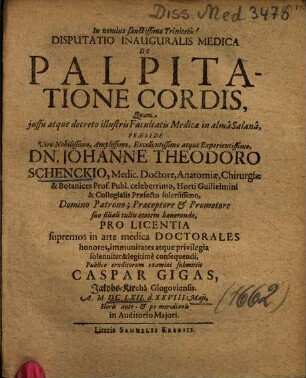 Diss. Med 3476
In nomine sanctissimæ Trinitatis!
DISPUTATIO INAUGURALIS MEDICA
DE
PALPITA-
TIONE CORDIS,
Quam,
jussu atque decreto illustris Facultatis Medicæ in almâ Salanâ,
PRÆSIDE
Viro Nobilissimo, Amplissimo, Excellentissimo atque Experientissimo,
DN. JOHANNE THEODORO
SCHENCKIO, Medic. Doctore, Anatomiæ, Chirurgiæ
& Botanices Prof. Publ. celeberrimo, Horti Guilielmini
& Collegialis Præfecto solertissimo,
Domino Patrono, Præceptore & Promotore
suo filiali cultu ætatem honorando,
PRO LICENTIA
supremos in arte medica DOCTORALES
honores, immunitates atque privilegia
solenniter & legitimè consequendi,
Publico eruditorum examini submittit
CASPAR GIGAS,
Jacobs-Kirchâ Glogoviensis.
A. M. DC. LXII. d. XXVIII. Maji,
Horis ante- & po-meridianis
in Auditorio Majori.
(1662)
Literis SAMUELIS KREBSII.